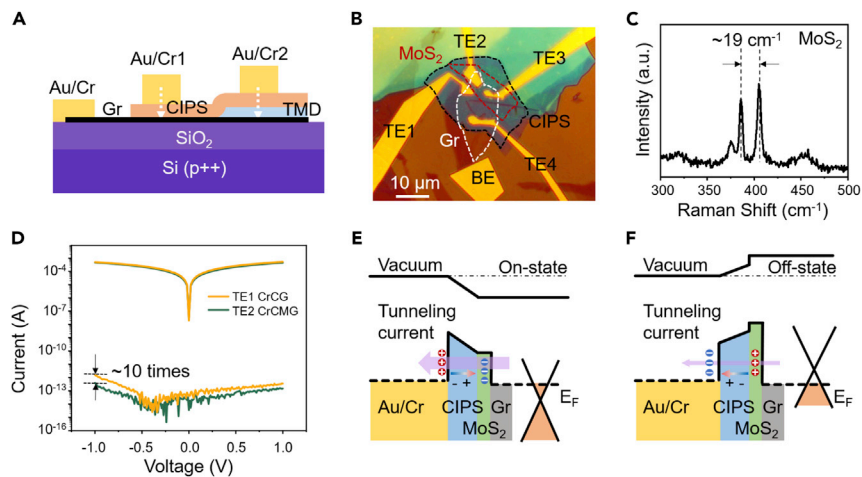 A
Au/Cr1
Au/Cr2
Au/Cr
Gr
CIPS
TMD
SiO2
Si (p++)
B
MoS2
TE2
TE3
TE1
CIPS
Gr
TE4
BE
10 μm
C
~19 cm-1
MoS2
Intensity (a.u.)
300 350 400 450 500
Raman Shift (cm-1)
D
10-4
10-7
10-10
10-13
10-16
Current (A)
TE1 CrCG
TE2 CrCMG
~10 times
-1.0 -0.5 0.0 0.5 1.0
Voltage (V)
E
Vacuum
On-state
Tunneling
current
- +
EF
Au/Cr
CIPS
Gr
MoS2
F
Vacuum
Off-state
Tunneling
current
+ -
EF
Au/Cr
CIPS
Gr
MoS2